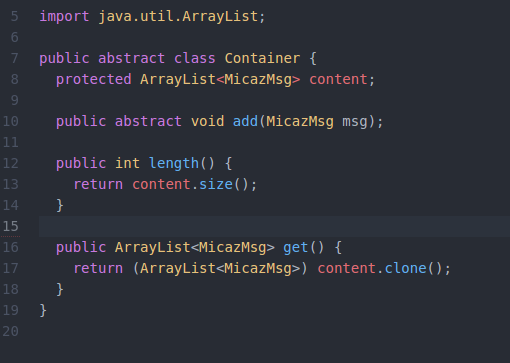 5 import java.util.ArrayList;
6
7 public abstract class Container {
8   protected ArrayList<MicazMsg> content;
9
10   public abstract void add(MicazMsg msg);
11
12   public int length() {
13     return content.size();
14   }
15
16   public ArrayList<MicazMsg> get() {
17     return (ArrayList<MicazMsg>) content.clone();
18   }
19 }
20